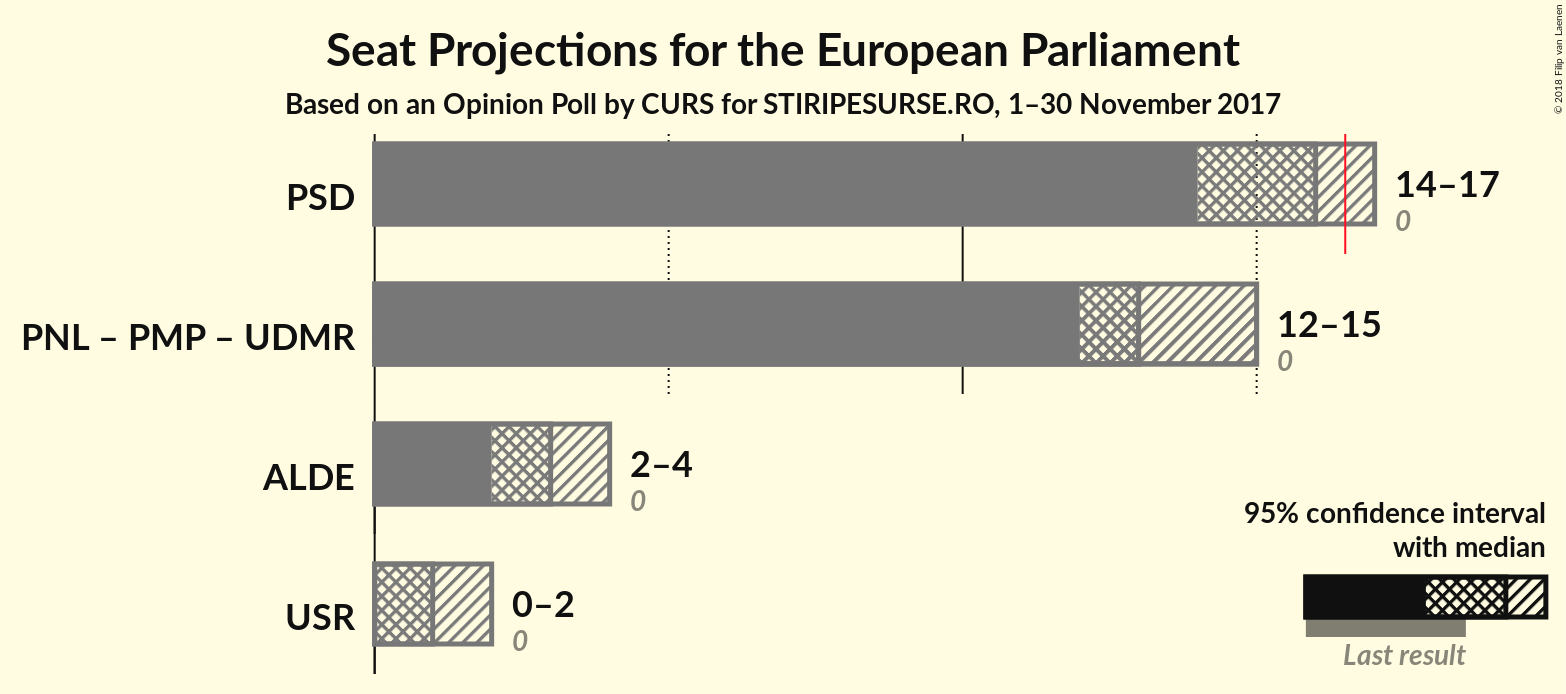 Seat Projections for the European Parliament
Based on an Opinion Poll by CURS for STIRIPESURSE.RO, 1–30 November 2017
© 2018 Filip van Laenen
PSD
14–17
0
PNL – PMP – UDMR
12–15
0
ALDE
2–4
0
USR
0–2
0
95% confidence interval
with median
Last result